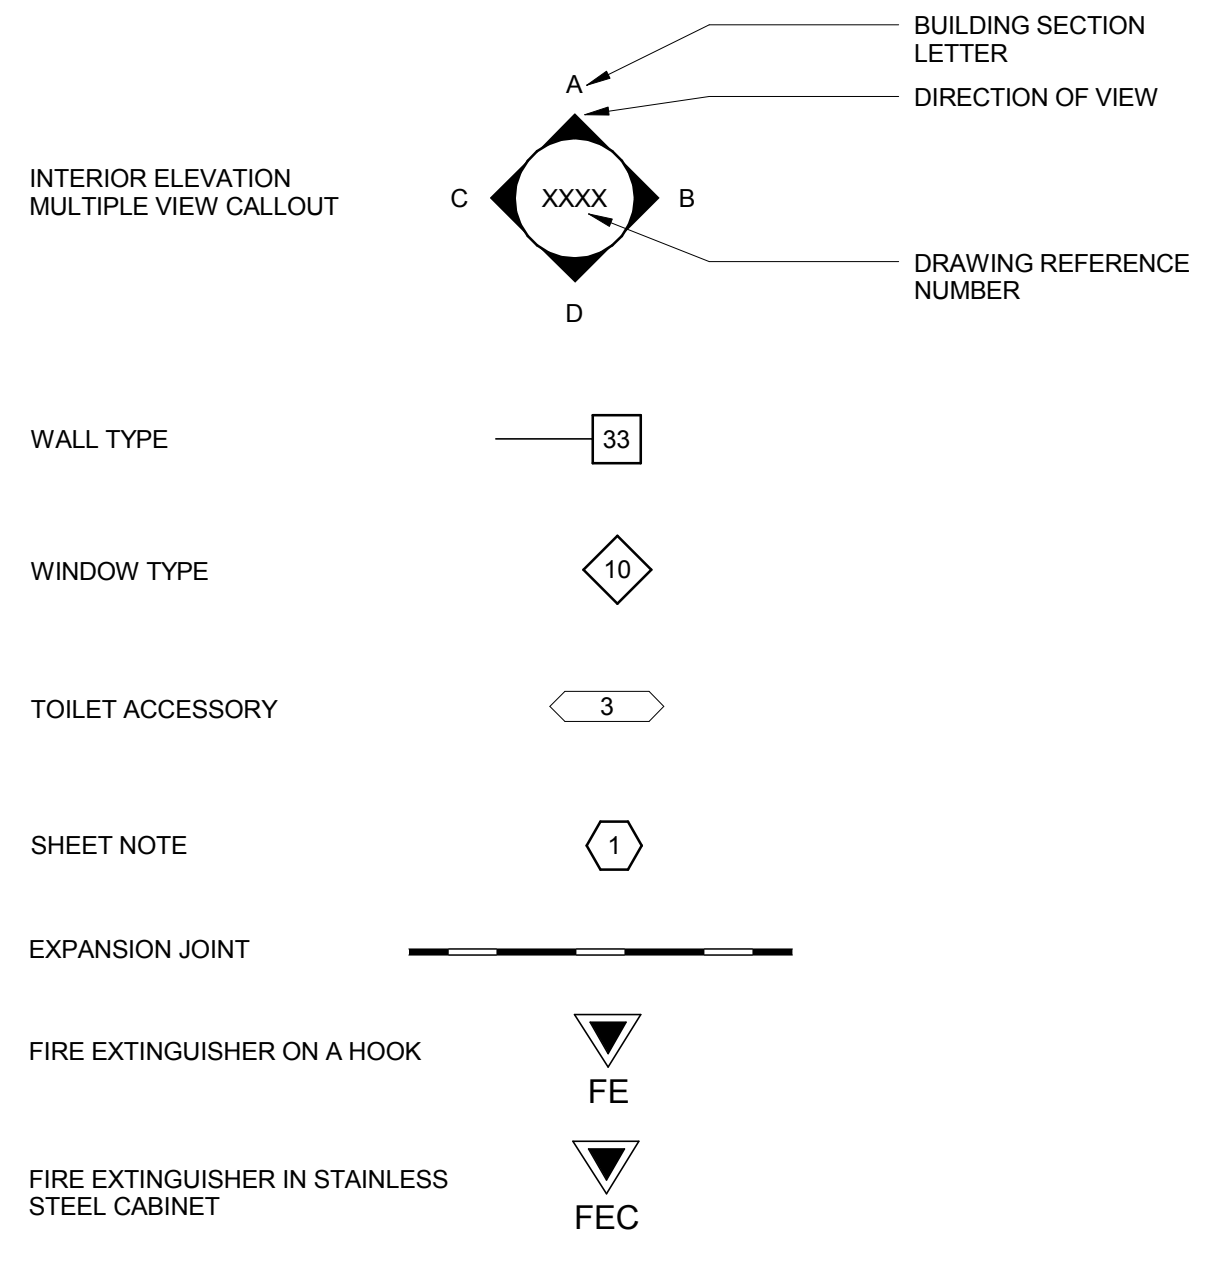 BUILDING SECTION
LETTER
A
DIRECTION OF VIEW
INTERIOR ELEVATION
MULTIPLE VIEW CALLOUT
C
XXXX
B
DRAWING REFERENCE
NUMBER
D
WALL TYPE
33
WINDOW TYPE
10
TOILET ACCESSORY
3
SHEET NOTE
1
EXPANSION JOINT
FIRE EXTINGUISHER ON A HOOK
FE
FIRE EXTINGUISHER IN STAINLESS
STEEL CABINET
FEC